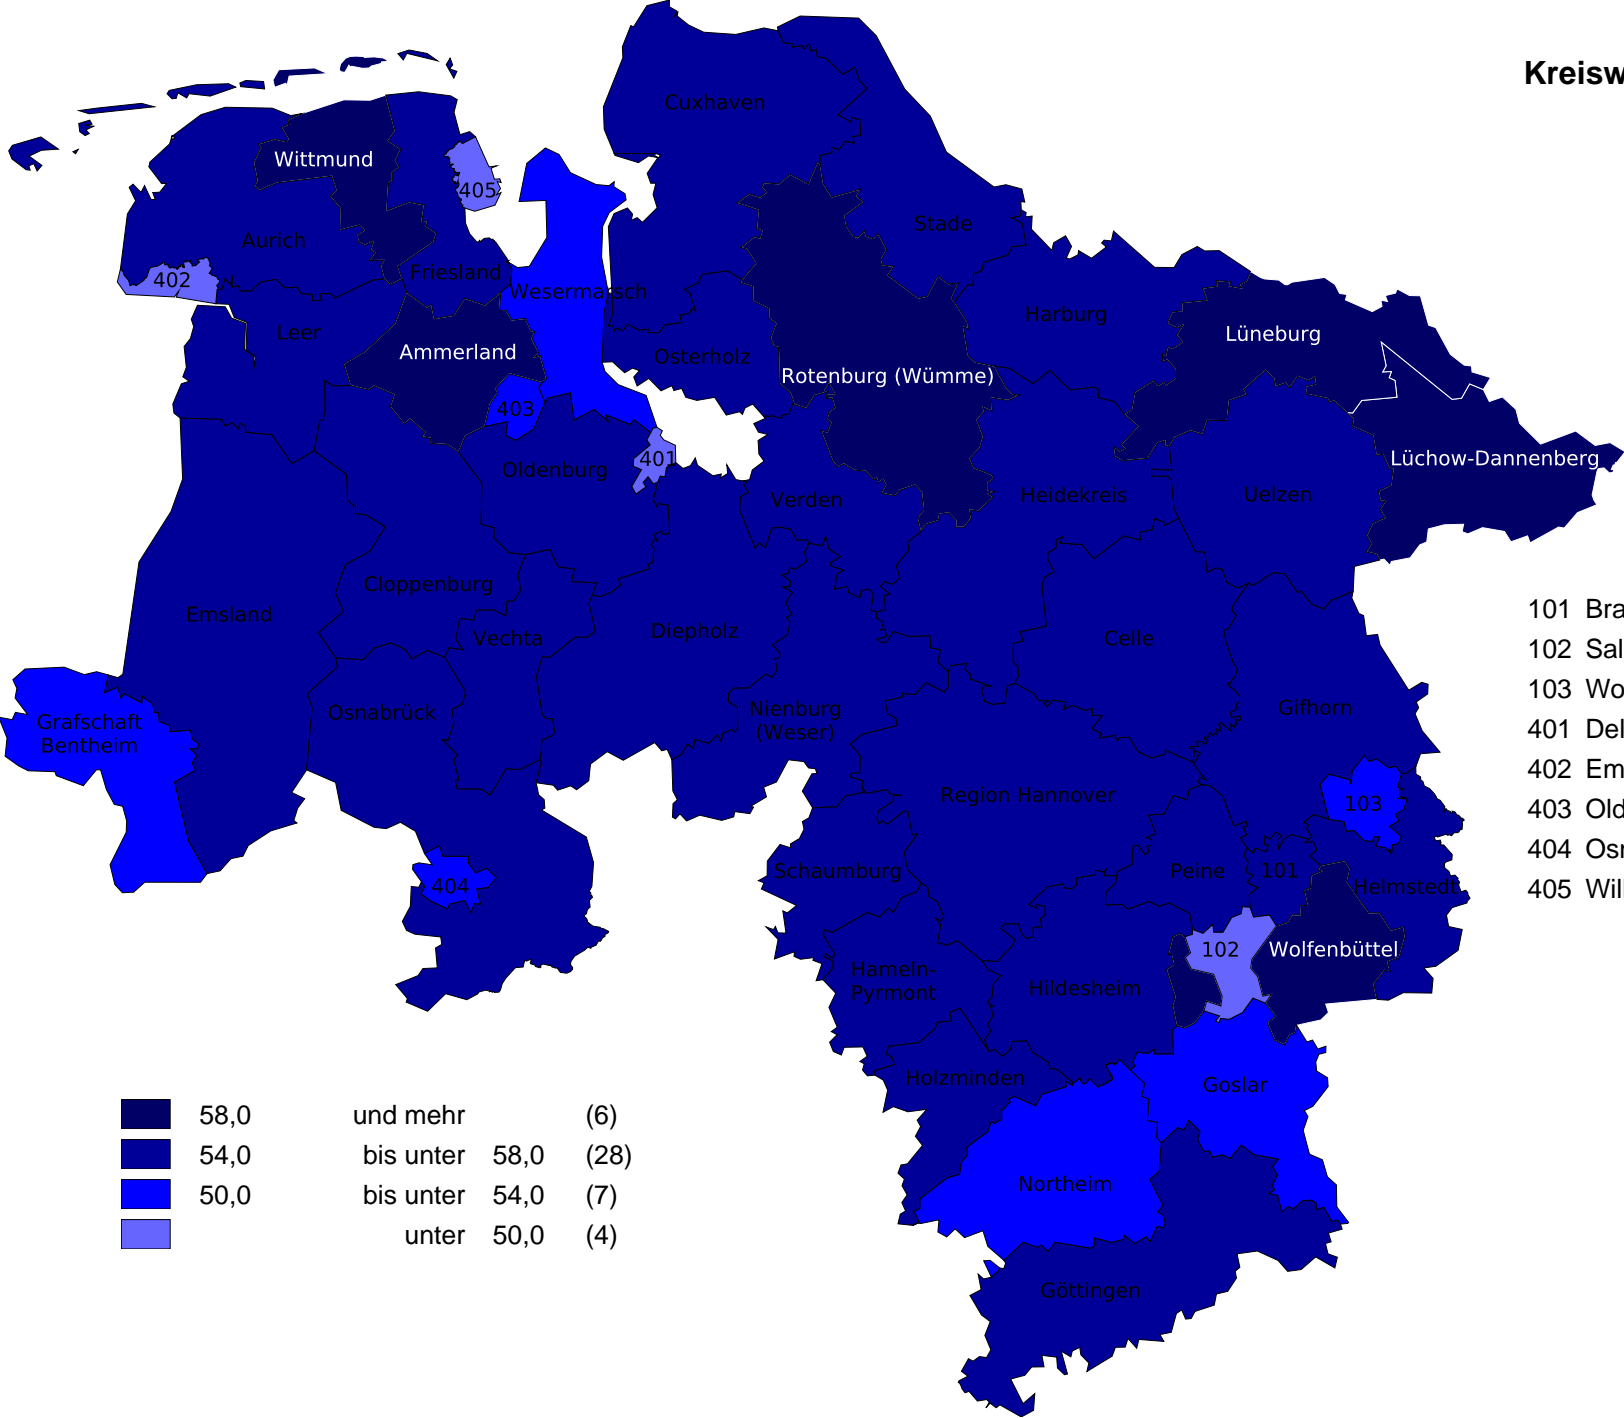 Kreisw
Cuxhaven
Wittmund
405
Stade
Aurich
Friesland
402
Wesermarsch
Harburg
Leer
Lüneburg
Ammerland
Osterholz
Rotenburg (Wümme)
403
401
Lüchow-Dannenberg
Oldenburg
Verden
Heidekreis
Uelzen
Cloppenburg
Emsland
Vechta
Diepholz
Celle
Grafschaft
Bentheim
Osnabrück
Nienburg
(Weser)
Gifhorn
Region Hannover
103
Schaumburg
Peine
101
Helmstedt
404
102
Wolfenbüttel
Hameln-
Pyrmont
Hildesheim
Holzminden
Goslar
Northeim
Göttingen
101 Bra
102 Sal
103 Wo
401 Del
402 Em
403 Old
404 Osn
405 Wil
58,0 und mehr (6)
54,0 bis unter 58,0 (28)
50,0 bis unter 54,0 (7)
unter 50,0 (4)